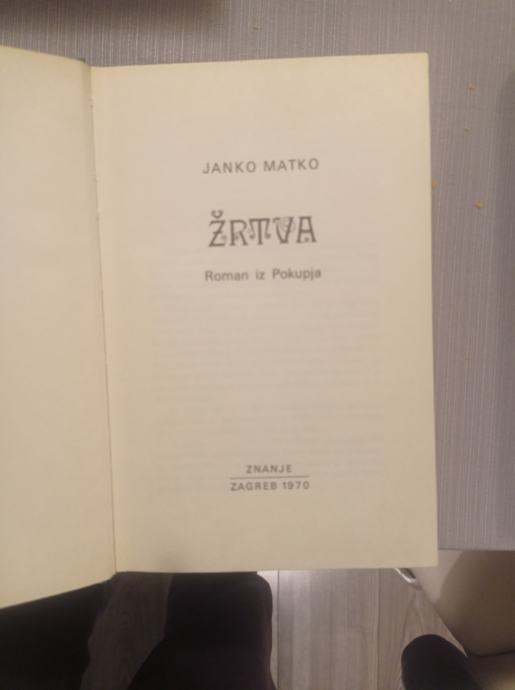 JANKO MATKO
ŽRTVA
Roman iz Pokupja
ZNANJE
ZAGREB 1970